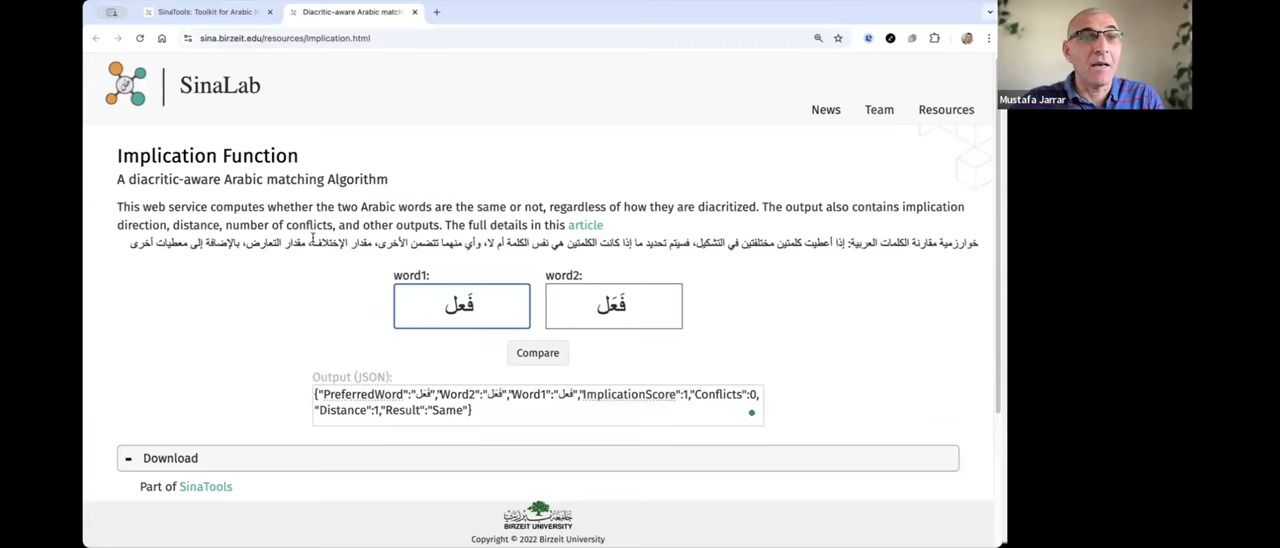 SinaTools: Toolkit for Arabic
Diacritic-aware Arabic match
sina.birzeit.edu/resources/Implication.html
Mustafa Jarrar
SinaLab
News
Team
Resources
Implication Function
A diacritic-aware Arabic matching Algorithm
This web service computes whether the two Arabic words are the same or not, regardless of how they are diacritized. The output also contains implication
direction, distance, number of conflicts, and other outputs. The full details in this article
خوارزمية مقارنة الكلمات العربية: إذا أعطيت كلمتين مختلفتين في التشكيل، فسيتم تحديد ما إذا كانت الكلمتين هي نفس الكلمة أم لا، وأي منهما تتضمن الأخرى، مقدار الإختلاف، مقدار التعارض، بالإضافة إلى معطيات أخرى
word1:
word2:
فَعل
فَعَل
Compare
Output (JSON):
{"PreferredWord":"فَعَل","Word2":"فَعَل","Word1":"فَعل","ImplicationScore":1,"Conflicts":0,
"Distance":1,"Result":"Same"}
Download
Part of SinaTools
BIRZEIT UNIVERSITY
Copyright © 2022 Birzeit University